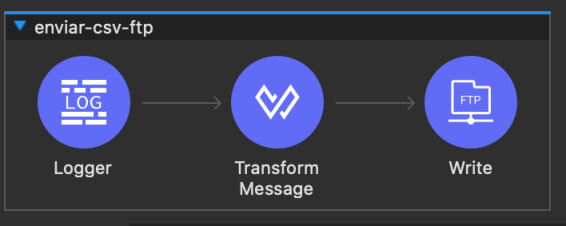 enviar-csv-ftp
LOG
FTP
Logger
Transform
Message
Write